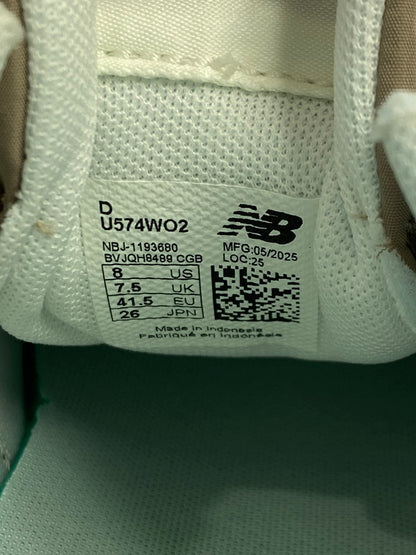 D
U574WO2
NB
NBJ-1193680
BVJQH8489 CGB
MFG:05/2025
LOC:25
8 US
7.5 UK
41.5 EU
26 JPN
Made in Indonesia
Fabriqué en Indonésie